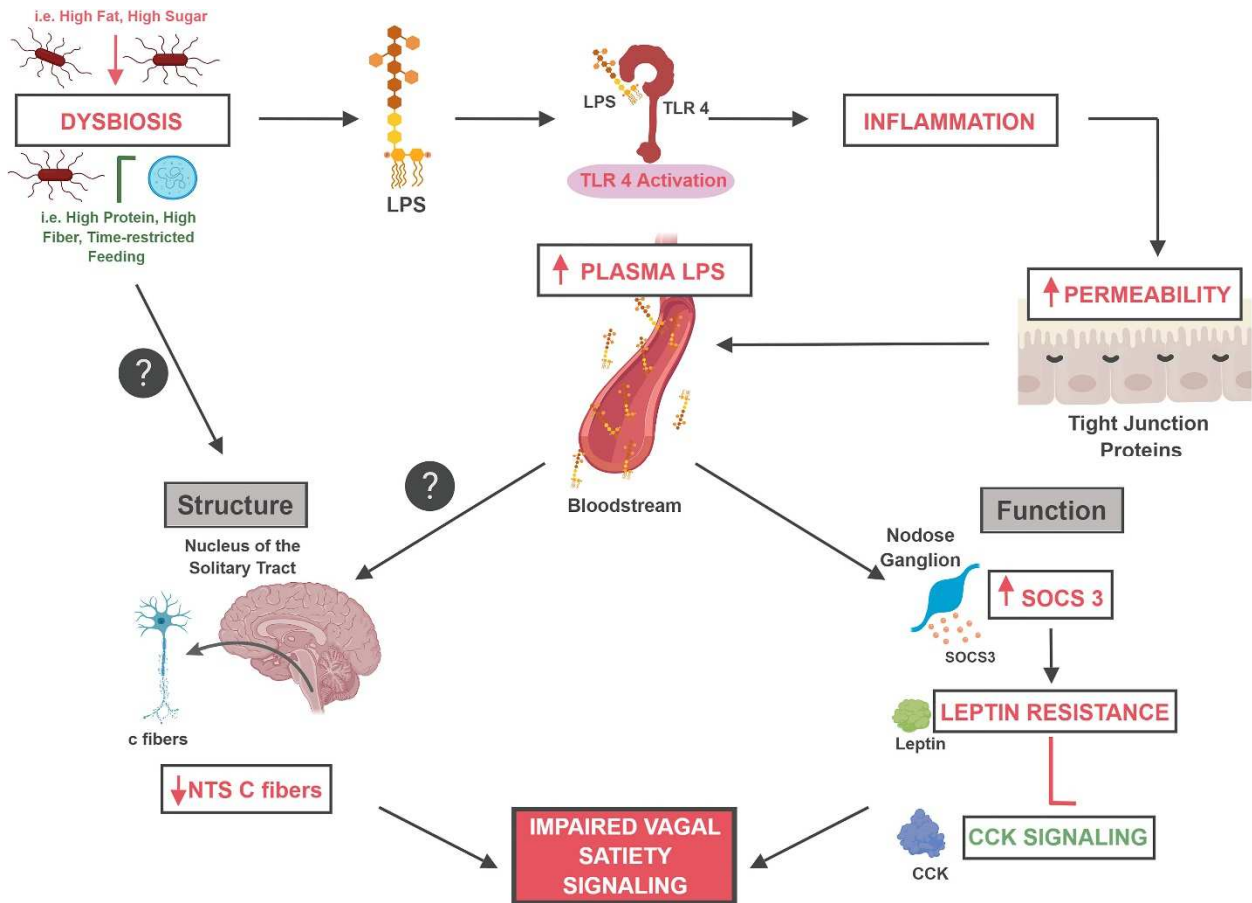 i.e. High Fat, High Sugar
DYSBIOSIS
i.e. High Protein, High
Fiber, Time-restricted
Feeding
LPS
LPS
TLR 4
TLR 4 Activation
INFLAMMATION
PLASMA LPS
PERMEABILITY
Tight Junction
Proteins
Bloodstream
?
?
Structure
Nucleus of the
Solitary Tract
c fibers
NTS C fibers
Function
Nodose
Ganglion
SOCS 3
SOCS3
LEPTIN RESISTANCE
Leptin
CCK SIGNALING
CCK
IMPAIRED VAGAL
SATIETY
SIGNALING